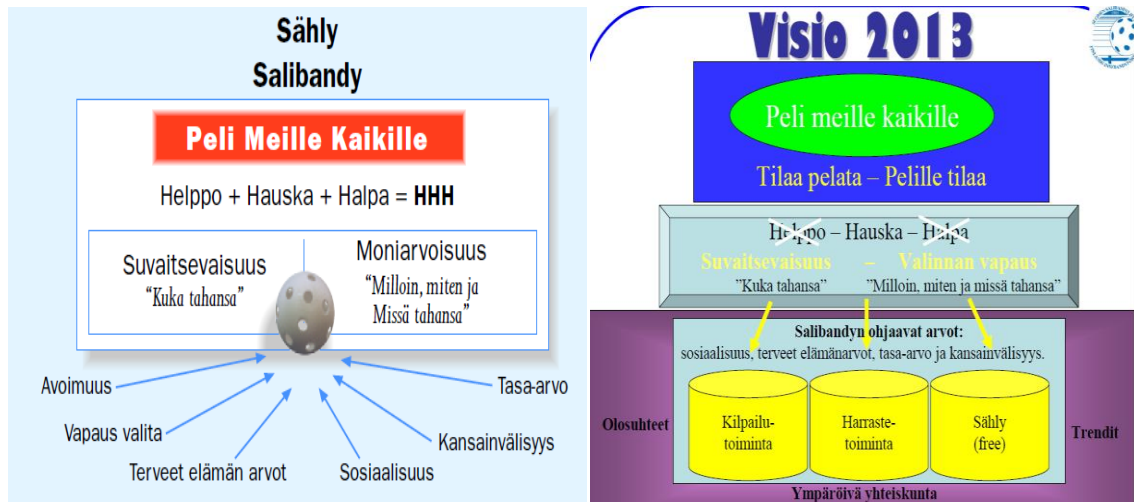 Sähly
Salibandy
Peli Meille Kaikille
Helppo + Hauska + Halpa = HHH
Suvaitsevaisuus
"Kuka tahansa"
Moniarvoisuus
"Milloin, miten ja
Missä tahansa"
Avoimuus
Tasa-arvo
Vapaus valita
Kansainvälisyys
Terveet elämän arvot
Sosiaalisuus
Visio 2013
Peli meille kaikille
Tilaa pelata – Pelille tilaa
Helppo – Hauska – Halpa
Suvaitsevaisuus – Valinnan vapaus
"Kuka tahansa" "Milloin, miten ja missä tahansa"
Salibandyn ohjaavat arvot:
sosiaalisuus, terveet elämänarvot, tasa-arvo ja kansainvälisyys.
Olosuhteet
Kilpailu-
toiminta
Harraste-
toiminta
Sähly
(free)
Trendit
Ympäröivä yhteiskunta